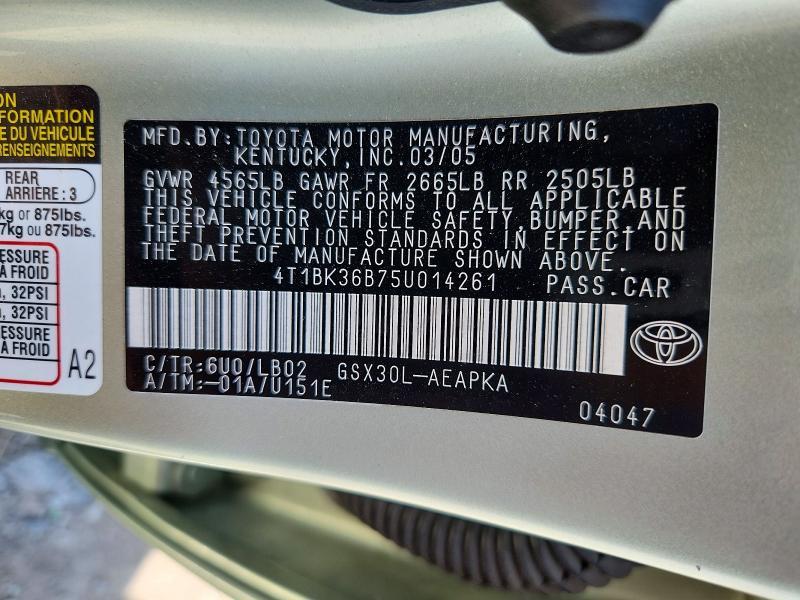 ON
FORMATION
E DU VÉHICULE
RENSEIGNEMENTS
REAR
ARRIERE : 3
kg or 875lbs.
7kg ou 875lbs.
ESSURE
À FROID
, 32PSI
, 32PSI
ESSURE
À FROID
A2
MFD.BY:TOYOTA MOTOR MANUFACTURING,
KENTUCKY,INC.03/05
GVWR 4565LB GAWR FR 2665LB RR 2505LB
THIS VEHICLE CONFORMS TO ALL APPLICABLE
FEDERAL MOTOR VEHICLE SAFETY,BUMPER,AND
THEFT PREVENTION STANDARDS IN EFFECT ON
THE DATE OF MANUFACTURE SHOWN ABOVE.
4T1BK36B75U014261 PASS.CAR
C/TR:6U0/LB02 GSX30L-AEAPKA
A/TM:-01A/U151E
04047